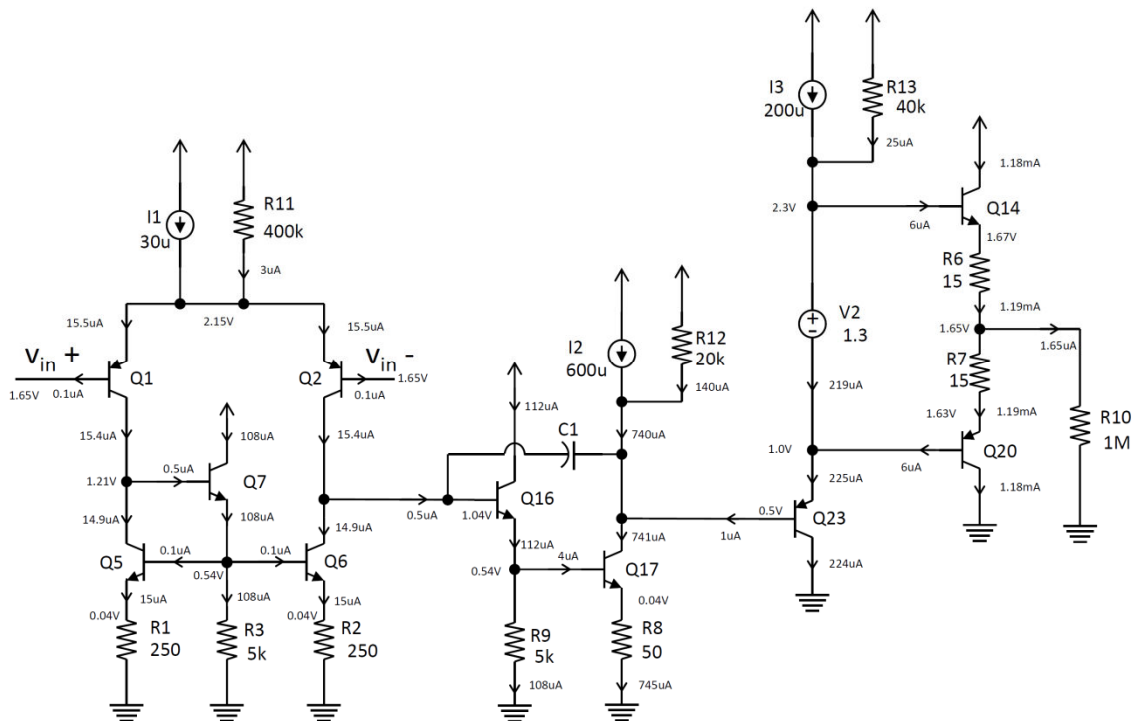 I3
200u
R13
40k
25uA
1.18mA
2.3V
6uA
Q14
1.67V
R6
15
1.19mA
I1
30u
R11
400k
3uA
2.15V
15.5uA
15.5uA
V2
1.3
1.65V
1.65uA
R7
15
R10
1M
Vin +
1.65V
0.1uA
Q1
Q2
Vin -
1.65V
0.1uA
I2
600u
R12
20k
140uA
219uA
1.63V
1.19mA
15.4uA
108uA
15.4uA
112uA
C1
740uA
1.0V
6uA
Q20
1.18mA
1.21V
0.5uA
Q7
0.5uA
1.04V
Q16
225uA
0.5V
1uA
Q23
14.9uA
108uA
14.9uA
112uA
741uA
224uA
Q5
0.1uA
0.1uA
0.54V
Q6
0.54V
4uA
Q17
15uA
0.04V
108uA
0.04V
15uA
0.04V
R1
250
R3
5k
R2
250
R9
5k
R8
50
108uA
745uA